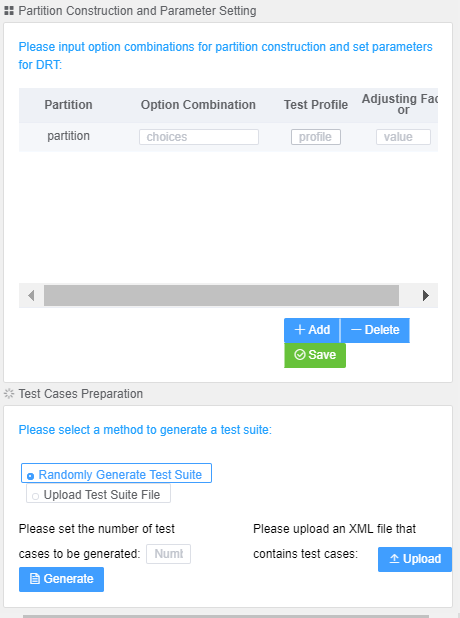 Partition Construction and Parameter Setting
Please input option combinations for partition construction and set parameters
for DRT:
Partition Option Combination Test Profile Adjusting Fac
or
partition choices profile value
Add Delete
Save
Test Cases Preparation
Please select a method to generate a test suite:
Randomly Generate Test Suite
Upload Test Suite File
Please set the number of test
cases to be generated: Numb
Generate
Please upload an XML file that
contains test cases: Upload